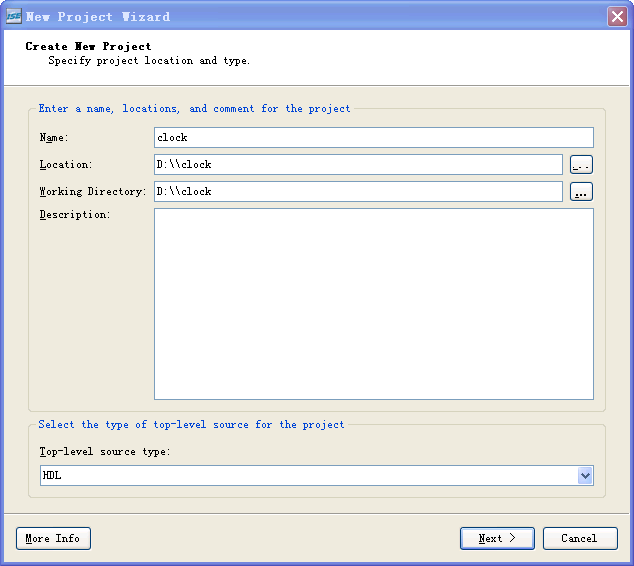 ISE New Project Wizard
Create New Project
Specify project location and type.
Enter a name, locations, and comment for the project
Name: clock
Location: D:\\clock ...
Working Directory: D:\\clock ...
Description:
Select the type of top-level source for the project
Top-level source type:
HDL
More Info Next > Cancel